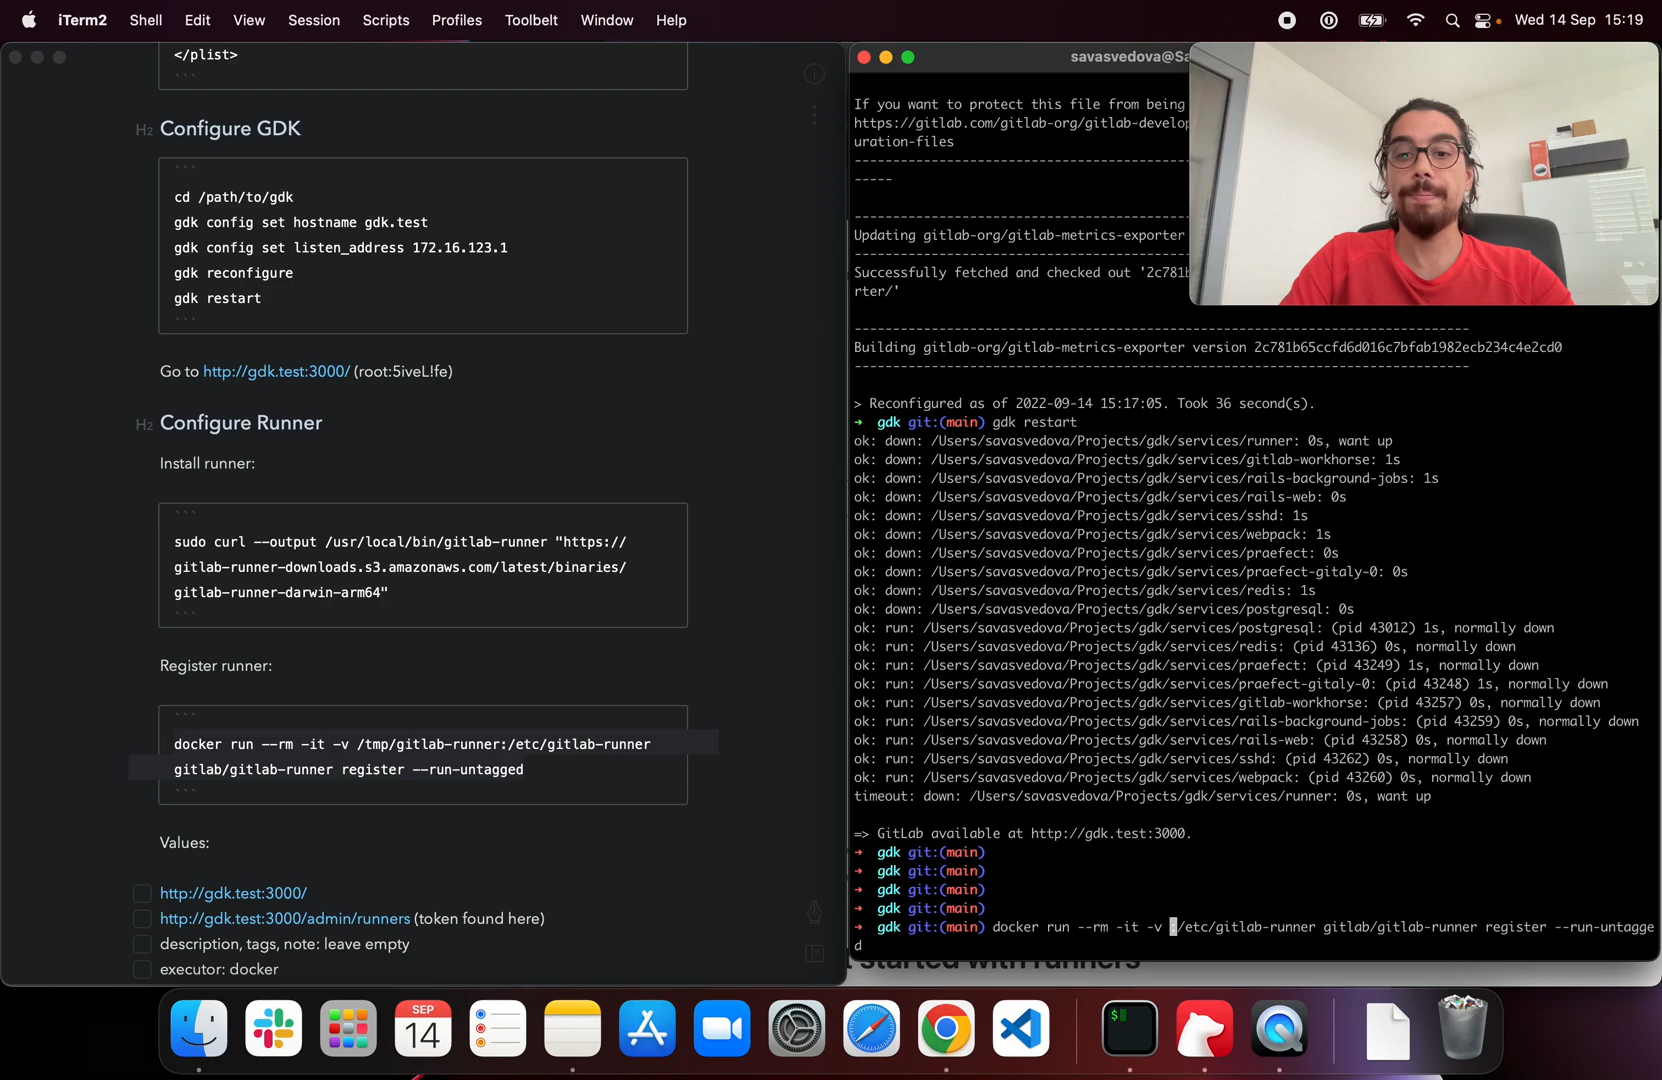 iTerm2 Shell Edit View Session Scripts Profiles Toolbelt Window Help
Wed 14 Sep 15:19
</plist>
```
H2 Configure GDK
```
cd /path/to/gdk
gdk config set hostname gdk.test
gdk config set listen_address 172.16.123.1
gdk reconfigure
gdk restart
```
Go to http://gdk.test:3000/ (root:5iveL!fe)
H2 Configure Runner
Install runner:
```
sudo curl --output /usr/local/bin/gitlab-runner "https://
gitlab-runner-downloads.s3.amazonaws.com/latest/binaries/
gitlab-runner-darwin-arm64"
```
Register runner:
```
docker run --rm -it -v /tmp/gitlab-runner:/etc/gitlab-runner
gitlab/gitlab-runner register --run-untagged
```
Values:
http://gdk.test:3000/
http://gdk.test:3000/admin/runners (token found here)
description, tags, note: leave empty
executor: docker
savasvedova@Sa
If you want to protect this file from being
https://gitlab.com/gitlab-org/gitlab-develop
uration-files
--------------------------------------------
-----
--------------------------------------------
Updating gitlab-org/gitlab-metrics-exporter
--------------------------------------------
Successfully fetched and checked out '2c781b
rter/'
--------------------------------------------------------------------------------
Building gitlab-org/gitlab-metrics-exporter version 2c781b65ccfd6d016c7bfab1982ecb234c4e2cd0
--------------------------------------------------------------------------------
> Reconfigured as of 2022-09-14 15:17:05. Took 36 second(s).
➜ gdk git:(main) gdk restart
ok: down: /Users/savasvedova/Projects/gdk/services/runner: 0s, want up
ok: down: /Users/savasvedova/Projects/gdk/services/gitlab-workhorse: 1s
ok: down: /Users/savasvedova/Projects/gdk/services/rails-background-jobs: 1s
ok: down: /Users/savasvedova/Projects/gdk/services/rails-web: 0s
ok: down: /Users/savasvedova/Projects/gdk/services/sshd: 1s
ok: down: /Users/savasvedova/Projects/gdk/services/webpack: 1s
ok: down: /Users/savasvedova/Projects/gdk/services/praefect: 0s
ok: down: /Users/savasvedova/Projects/gdk/services/praefect-gitaly-0: 0s
ok: down: /Users/savasvedova/Projects/gdk/services/redis: 1s
ok: down: /Users/savasvedova/Projects/gdk/services/postgresql: 0s
ok: run: /Users/savasvedova/Projects/gdk/services/postgresql: (pid 43012) 1s, normally down
ok: run: /Users/savasvedova/Projects/gdk/services/redis: (pid 43136) 0s, normally down
ok: run: /Users/savasvedova/Projects/gdk/services/praefect: (pid 43249) 1s, normally down
ok: run: /Users/savasvedova/Projects/gdk/services/praefect-gitaly-0: (pid 43248) 1s, normally down
ok: run: /Users/savasvedova/Projects/gdk/services/gitlab-workhorse: (pid 43257) 0s, normally down
ok: run: /Users/savasvedova/Projects/gdk/services/rails-background-jobs: (pid 43259) 0s, normally down
ok: run: /Users/savasvedova/Projects/gdk/services/rails-web: (pid 43258) 0s, normally down
ok: run: /Users/savasvedova/Projects/gdk/services/sshd: (pid 43262) 0s, normally down
ok: run: /Users/savasvedova/Projects/gdk/services/webpack: (pid 43260) 0s, normally down
timeout: down: /Users/savasvedova/Projects/gdk/services/runner: 0s, want up
=> GitLab available at http://gdk.test:3000.
➜ gdk git:(main)
➜ gdk git:(main)
➜ gdk git:(main)
➜ gdk git:(main)
➜ gdk git:(main) docker run --rm -it -v :/etc/gitlab-runner gitlab/gitlab-runner register --run-untagge
d
started with runners
SEP
14
$